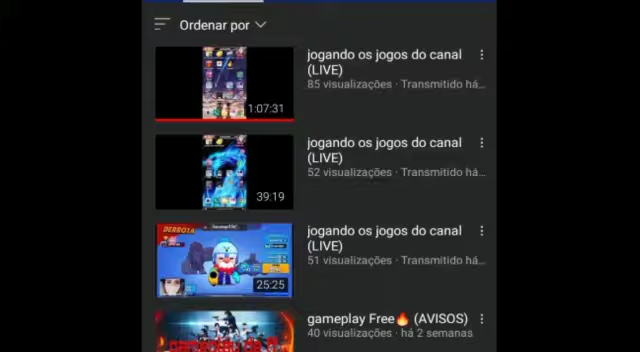 Ordenar por
jogando os jogos do canal
(LIVE)
85 visualizações · Transmitido há...
1:07:31
jogando os jogos do canal
(LIVE)
52 visualizações · Transmitido há...
39:19
DERROTA
jogando os jogos do canal
(LIVE)
51 visualizações · Transmitido há...
25:25
gameplay Free🔥 (AVISOS)
40 visualizações · há 2 semanas